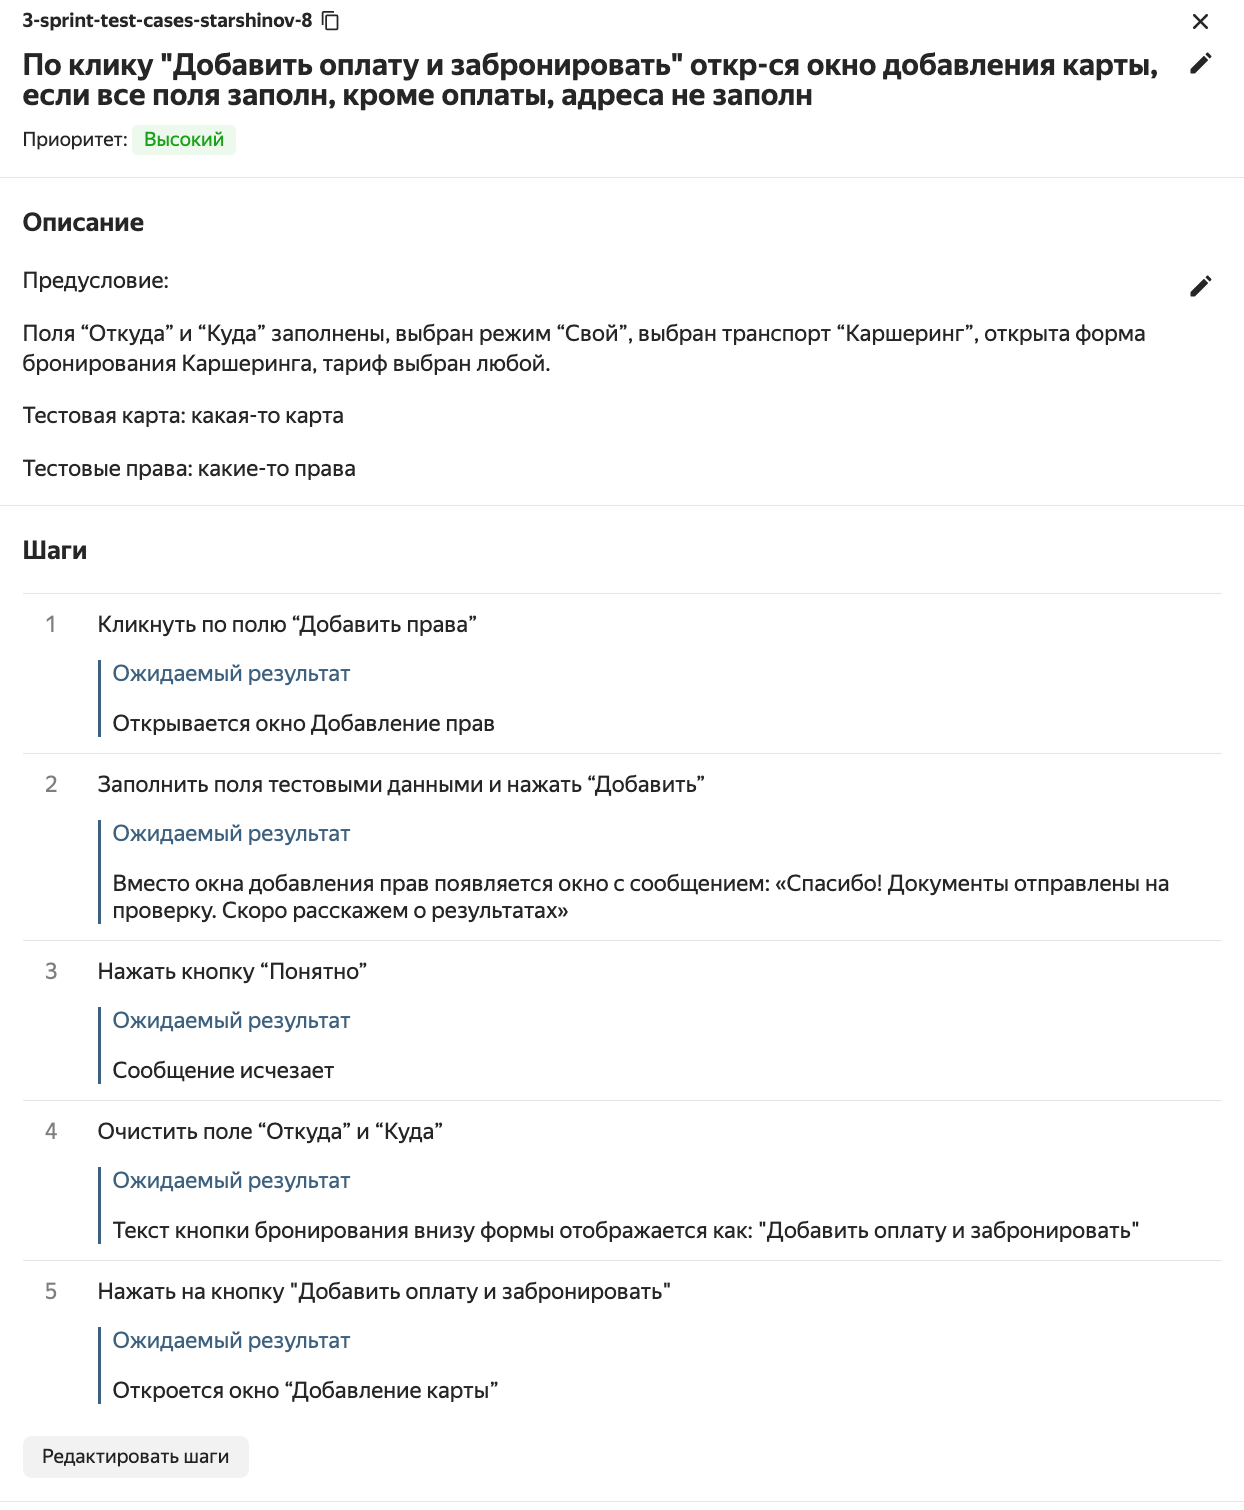 3-sprint-test-cases-starshinov-8
По клику "Добавить оплату и забронировать" откр-ся окно добавления карты,
если все поля заполн, кроме оплаты, адреса не заполн
Приоритет: Высокий
Описание
Предусловие:
Поля “Откуда” и “Куда” заполнены, выбран режим “Свой”, выбран транспорт “Каршеринг”, открыта форма
бронирования Каршеринга, тариф выбран любой.
Тестовая карта: какая-то карта
Тестовые права: какие-то права
Шаги
1 Кликнуть по полю “Добавить права”
Ожидаемый результат
Открывается окно Добавление прав
2 Заполнить поля тестовыми данными и нажать “Добавить”
Ожидаемый результат
Вместо окна добавления прав появляется окно с сообщением: «Спасибо! Документы отправлены на
проверку. Скоро расскажем о результатах»
3 Нажать кнопку “Понятно”
Ожидаемый результат
Сообщение исчезает
4 Очистить поле “Откуда” и “Куда”
Ожидаемый результат
Текст кнопки бронирования внизу формы отображается как: "Добавить оплату и забронировать"
5 Нажать на кнопку "Добавить оплату и забронировать"
Ожидаемый результат
Откроется окно “Добавление карты”
Редактировать шаги